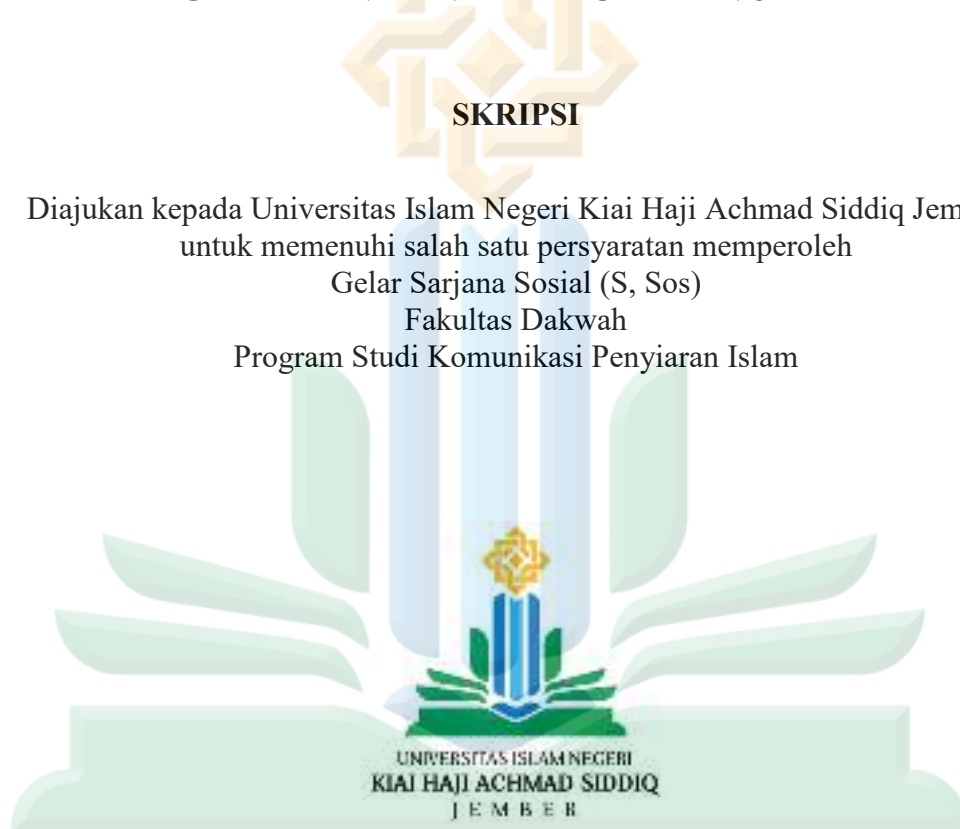 SKRIPSI
Diajukan kepada Universitas Islam Negeri Kiai Haji Achmad Siddiq Jem
untuk memenuhi salah satu persyaratan memperoleh
Gelar Sarjana Sosial (S, Sos)
Fakultas Dakwah
Program Studi Komunikasi Penyiaran Islam
UNIVERSITAS ISLAM NEGERI
KIAI HAJI ACHMAD SIDDIQ
JEMBER